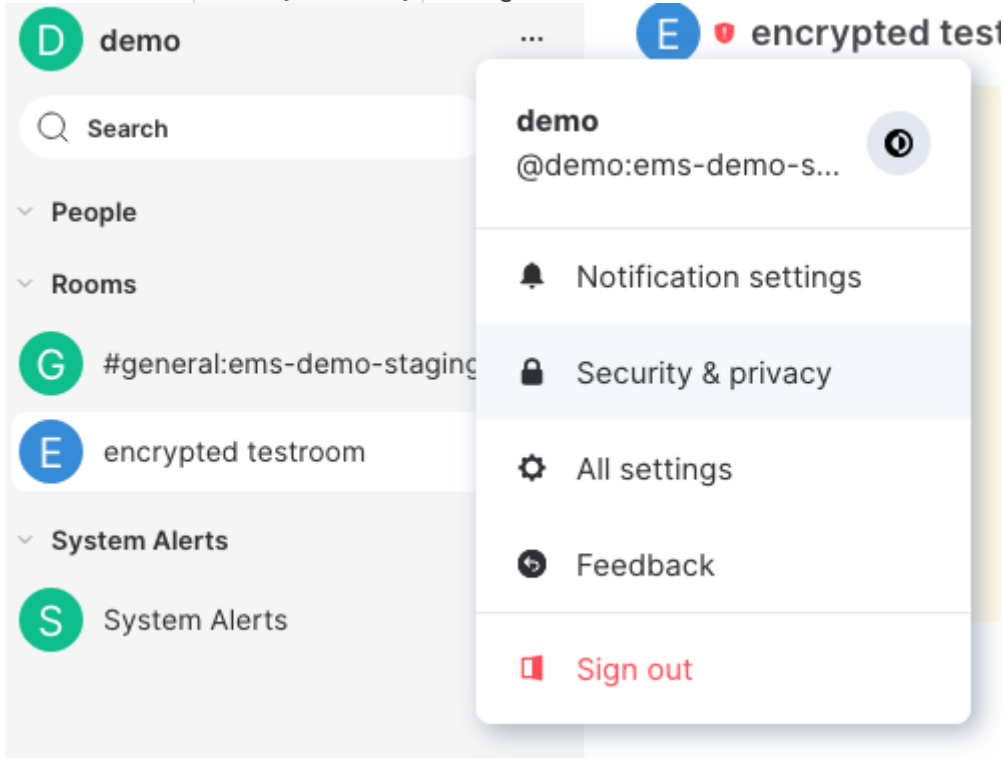 D demo ...
Search
People
Rooms
G #general:ems-demo-staging
E encrypted testroom
System Alerts
S System Alerts
E encrypted test
demo
@demo:ems-demo-s...
Notification settings
Security & privacy
All settings
Feedback
Sign out